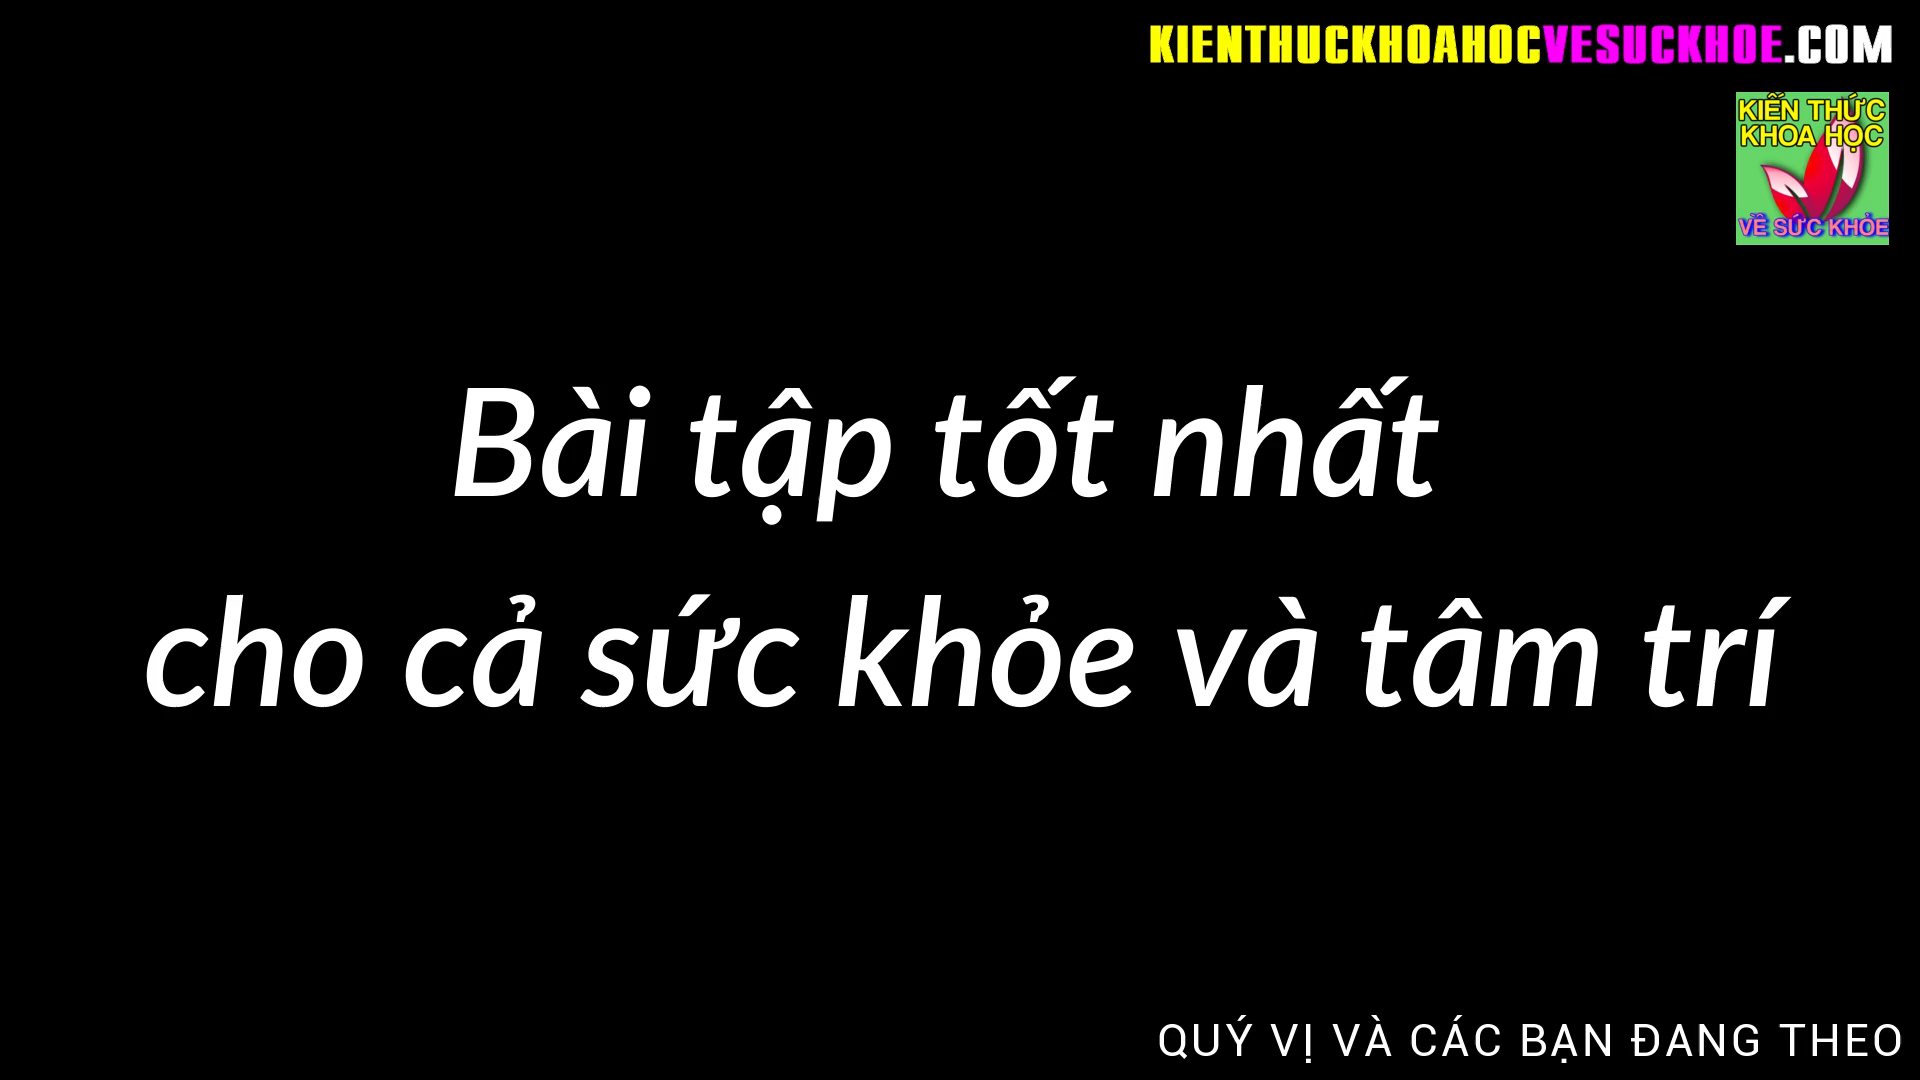 KIENTHUCKHOAHOCVESUCKHOE.COM
KIẾN THỨC
KHOA HỌC
VỀ SỨC KHỎE
Bài tập tốt nhất
cho cả sức khỏe và tâm trí
QUÝ VỊ VÀ CÁC BẠN ĐANG THEO